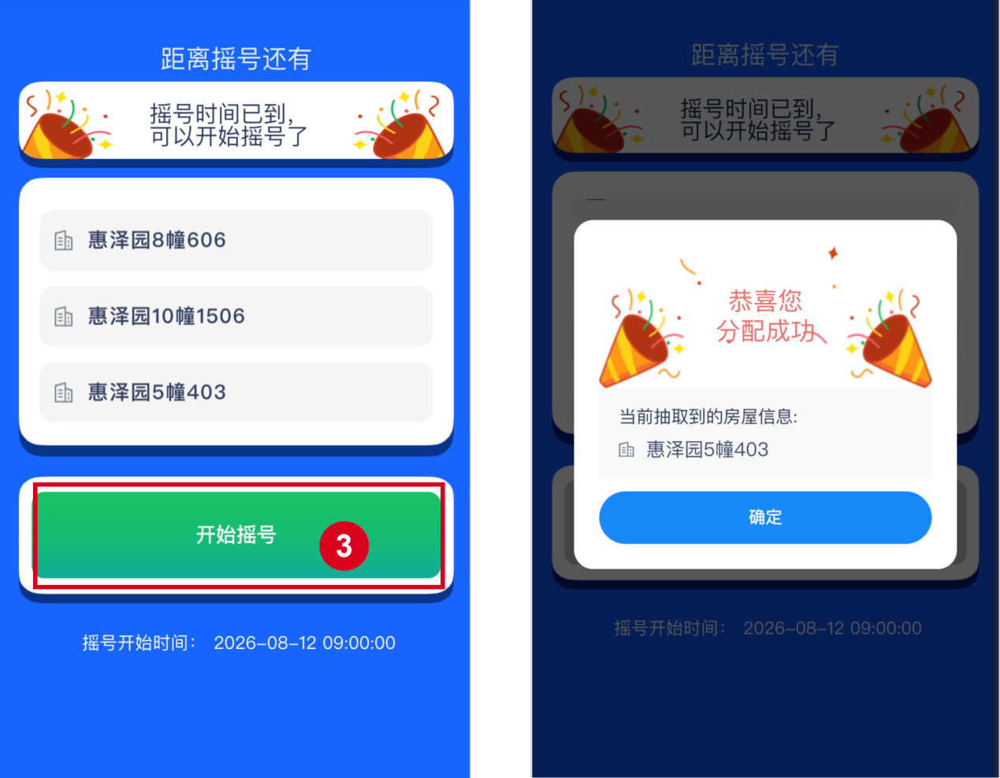 距离摇号还有
摇号时间已到，
可以开始摇号了
惠泽园8幢606
惠泽园10幢1506
惠泽园5幢403
开始摇号
3
摇号开始时间： 2026-08-12 09:00:00
距离摇号还有
摇号时间已到，
可以开始摇号了
恭喜您
分配成功
当前抽取到的房屋信息:
惠泽园5幢403
确定
摇号开始时间： 2026-08-12 09:00:00